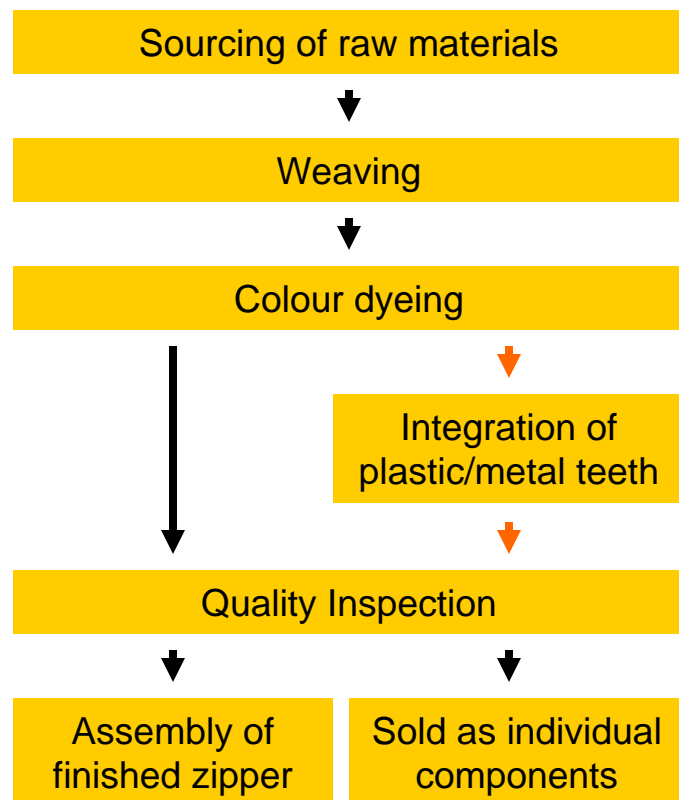 Sourcing of raw materials
Weaving
Colour dyeing
Integration of
plastic/metal teeth
Quality Inspection
Assembly of
finished zipper
Sold as individual
components